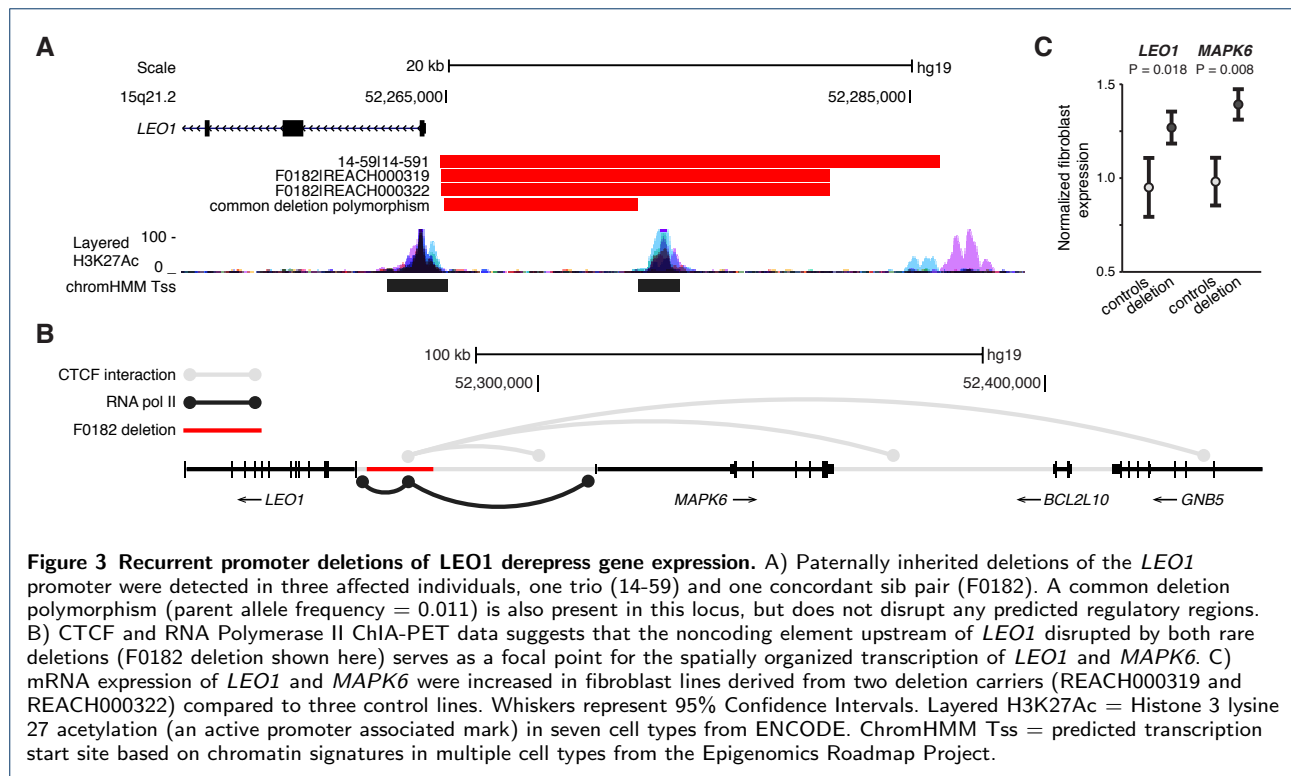 A
Scale
20 kb
hg19
15q21.2
52,265,000
52,285,000
LEO1
14-59|14-591
F0182|REACH000319
F0182|REACH000322
common deletion polymorphism
Layered
H3K27Ac
100 -
0 _
chromHMM Tss
C
LEO1 MAPK6
P = 0.018 P = 0.008
Normalized fibroblast
expression
1.5
1.0
0.5
controls
deletion
controls
deletion
B
100 kb
hg19
CTCF interaction
52,300,000
52,400,000
RNA pol II
F0182 deletion
← LEO1
MAPK6 →
← BCL2L10
← GNB5
Figure 3 Recurrent promoter deletions of LEO1 derepress gene expression. A) Paternally inherited deletions of the LEO1
promoter were detected in three affected individuals, one trio (14-59) and one concordant sib pair (F0182). A common deletion
polymorphism (parent allele frequency = 0.011) is also present in this locus, but does not disrupt any predicted regulatory regions.
B) CTCF and RNA Polymerase II ChIA-PET data suggests that the noncoding element upstream of LEO1 disrupted by both rare
deletions (F0182 deletion shown here) serves as a focal point for the spatially organized transcription of LEO1 and MAPK6. C)
mRNA expression of LEO1 and MAPK6 were increased in fibroblast lines derived from two deletion carriers (REACH000319 and
REACH000322) compared to three control lines. Whiskers represent 95% Confidence Intervals. Layered H3K27Ac = Histone 3 lysine
27 acetylation (an active promoter associated mark) in seven cell types from ENCODE. ChromHMM Tss = predicted transcription
start site based on chromatin signatures in multiple cell types from the Epigenomics Roadmap Project.